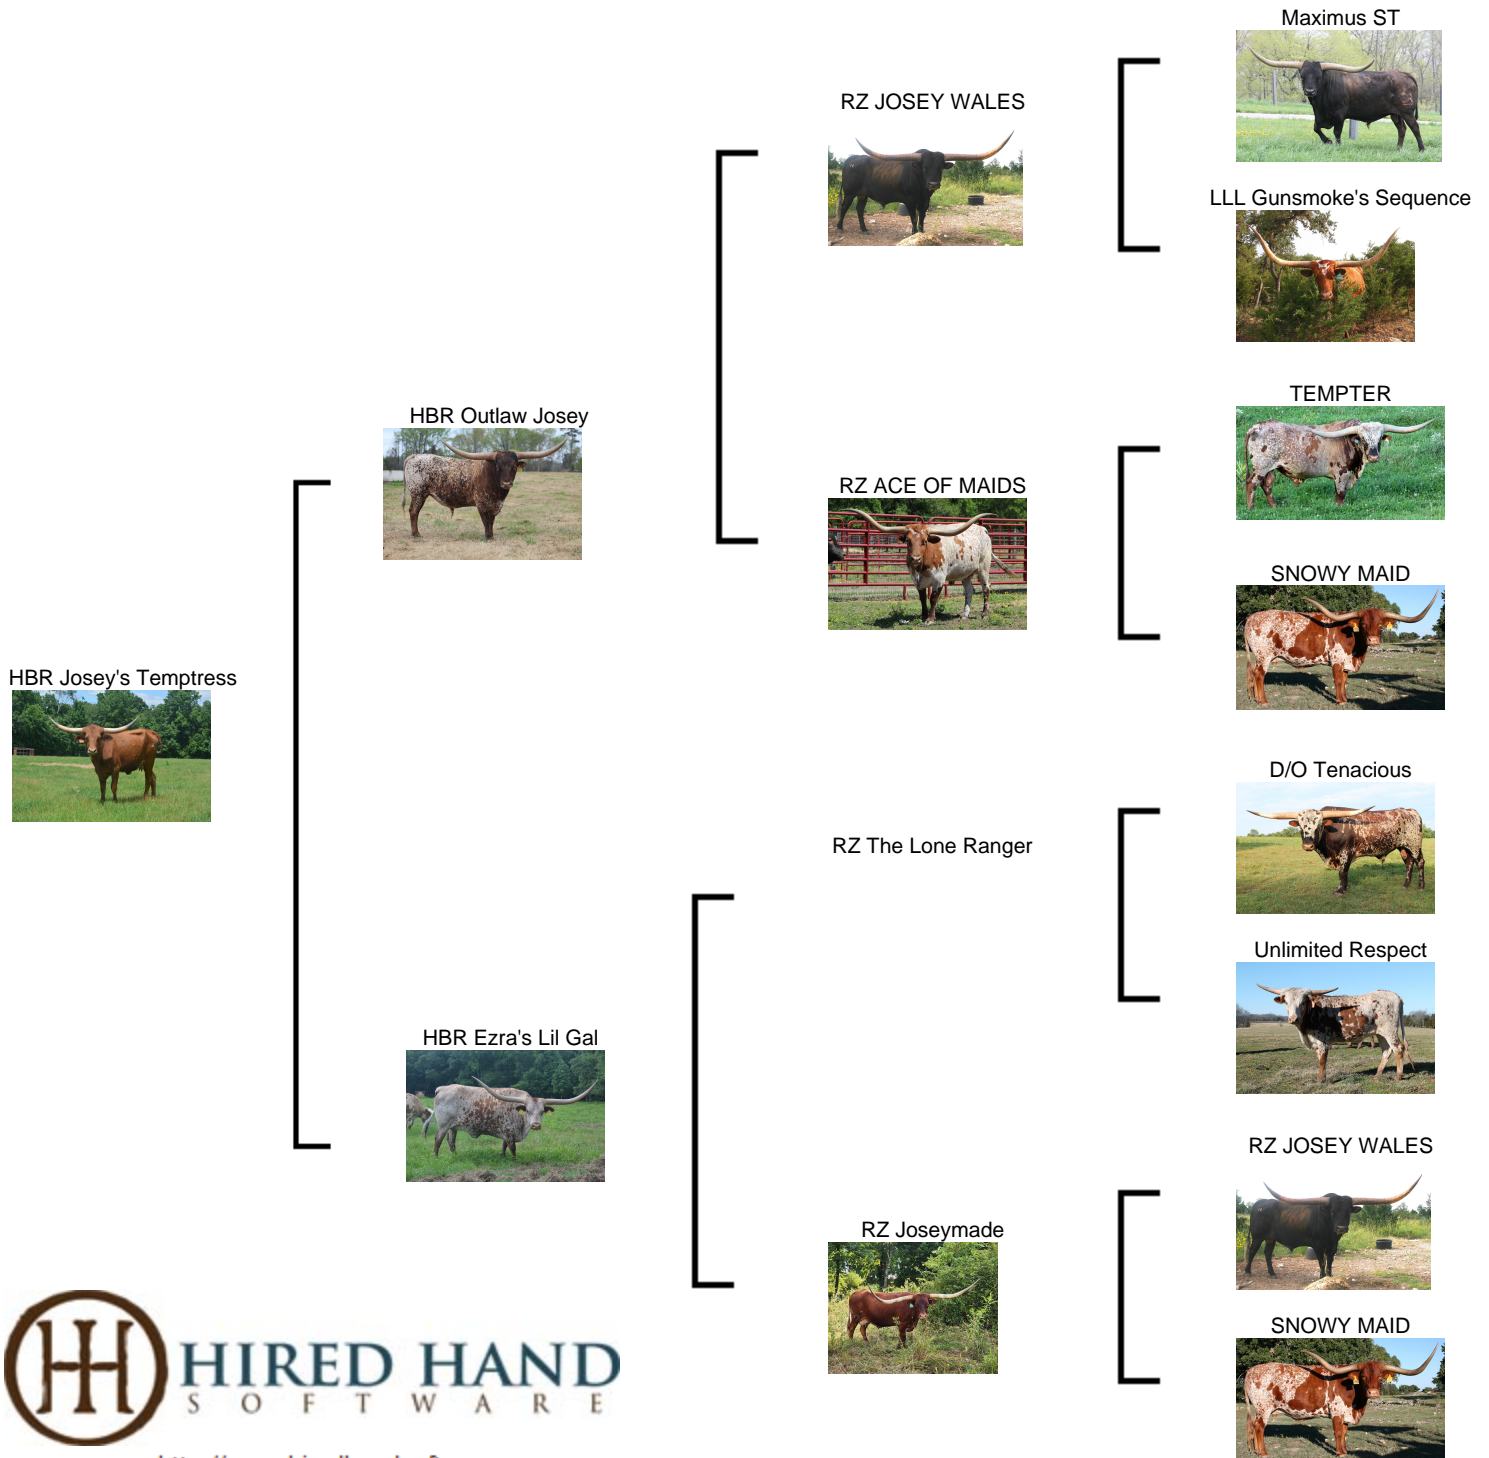 Maximus ST
RZ JOSEY WALES
LLL Gunsmoke's Sequence
TEMPTER
HBR Outlaw Josey
RZ ACE OF MAIDS
SNOWY MAID
HBR Josey's Temptress
D/O Tenacious
RZ The Lone Ranger
Unlimited Respect
HBR Ezra's Lil Gal
RZ JOSEY WALES
RZ Joseymade
SNOWY MAID
HIRED HAND
SOFTWARE